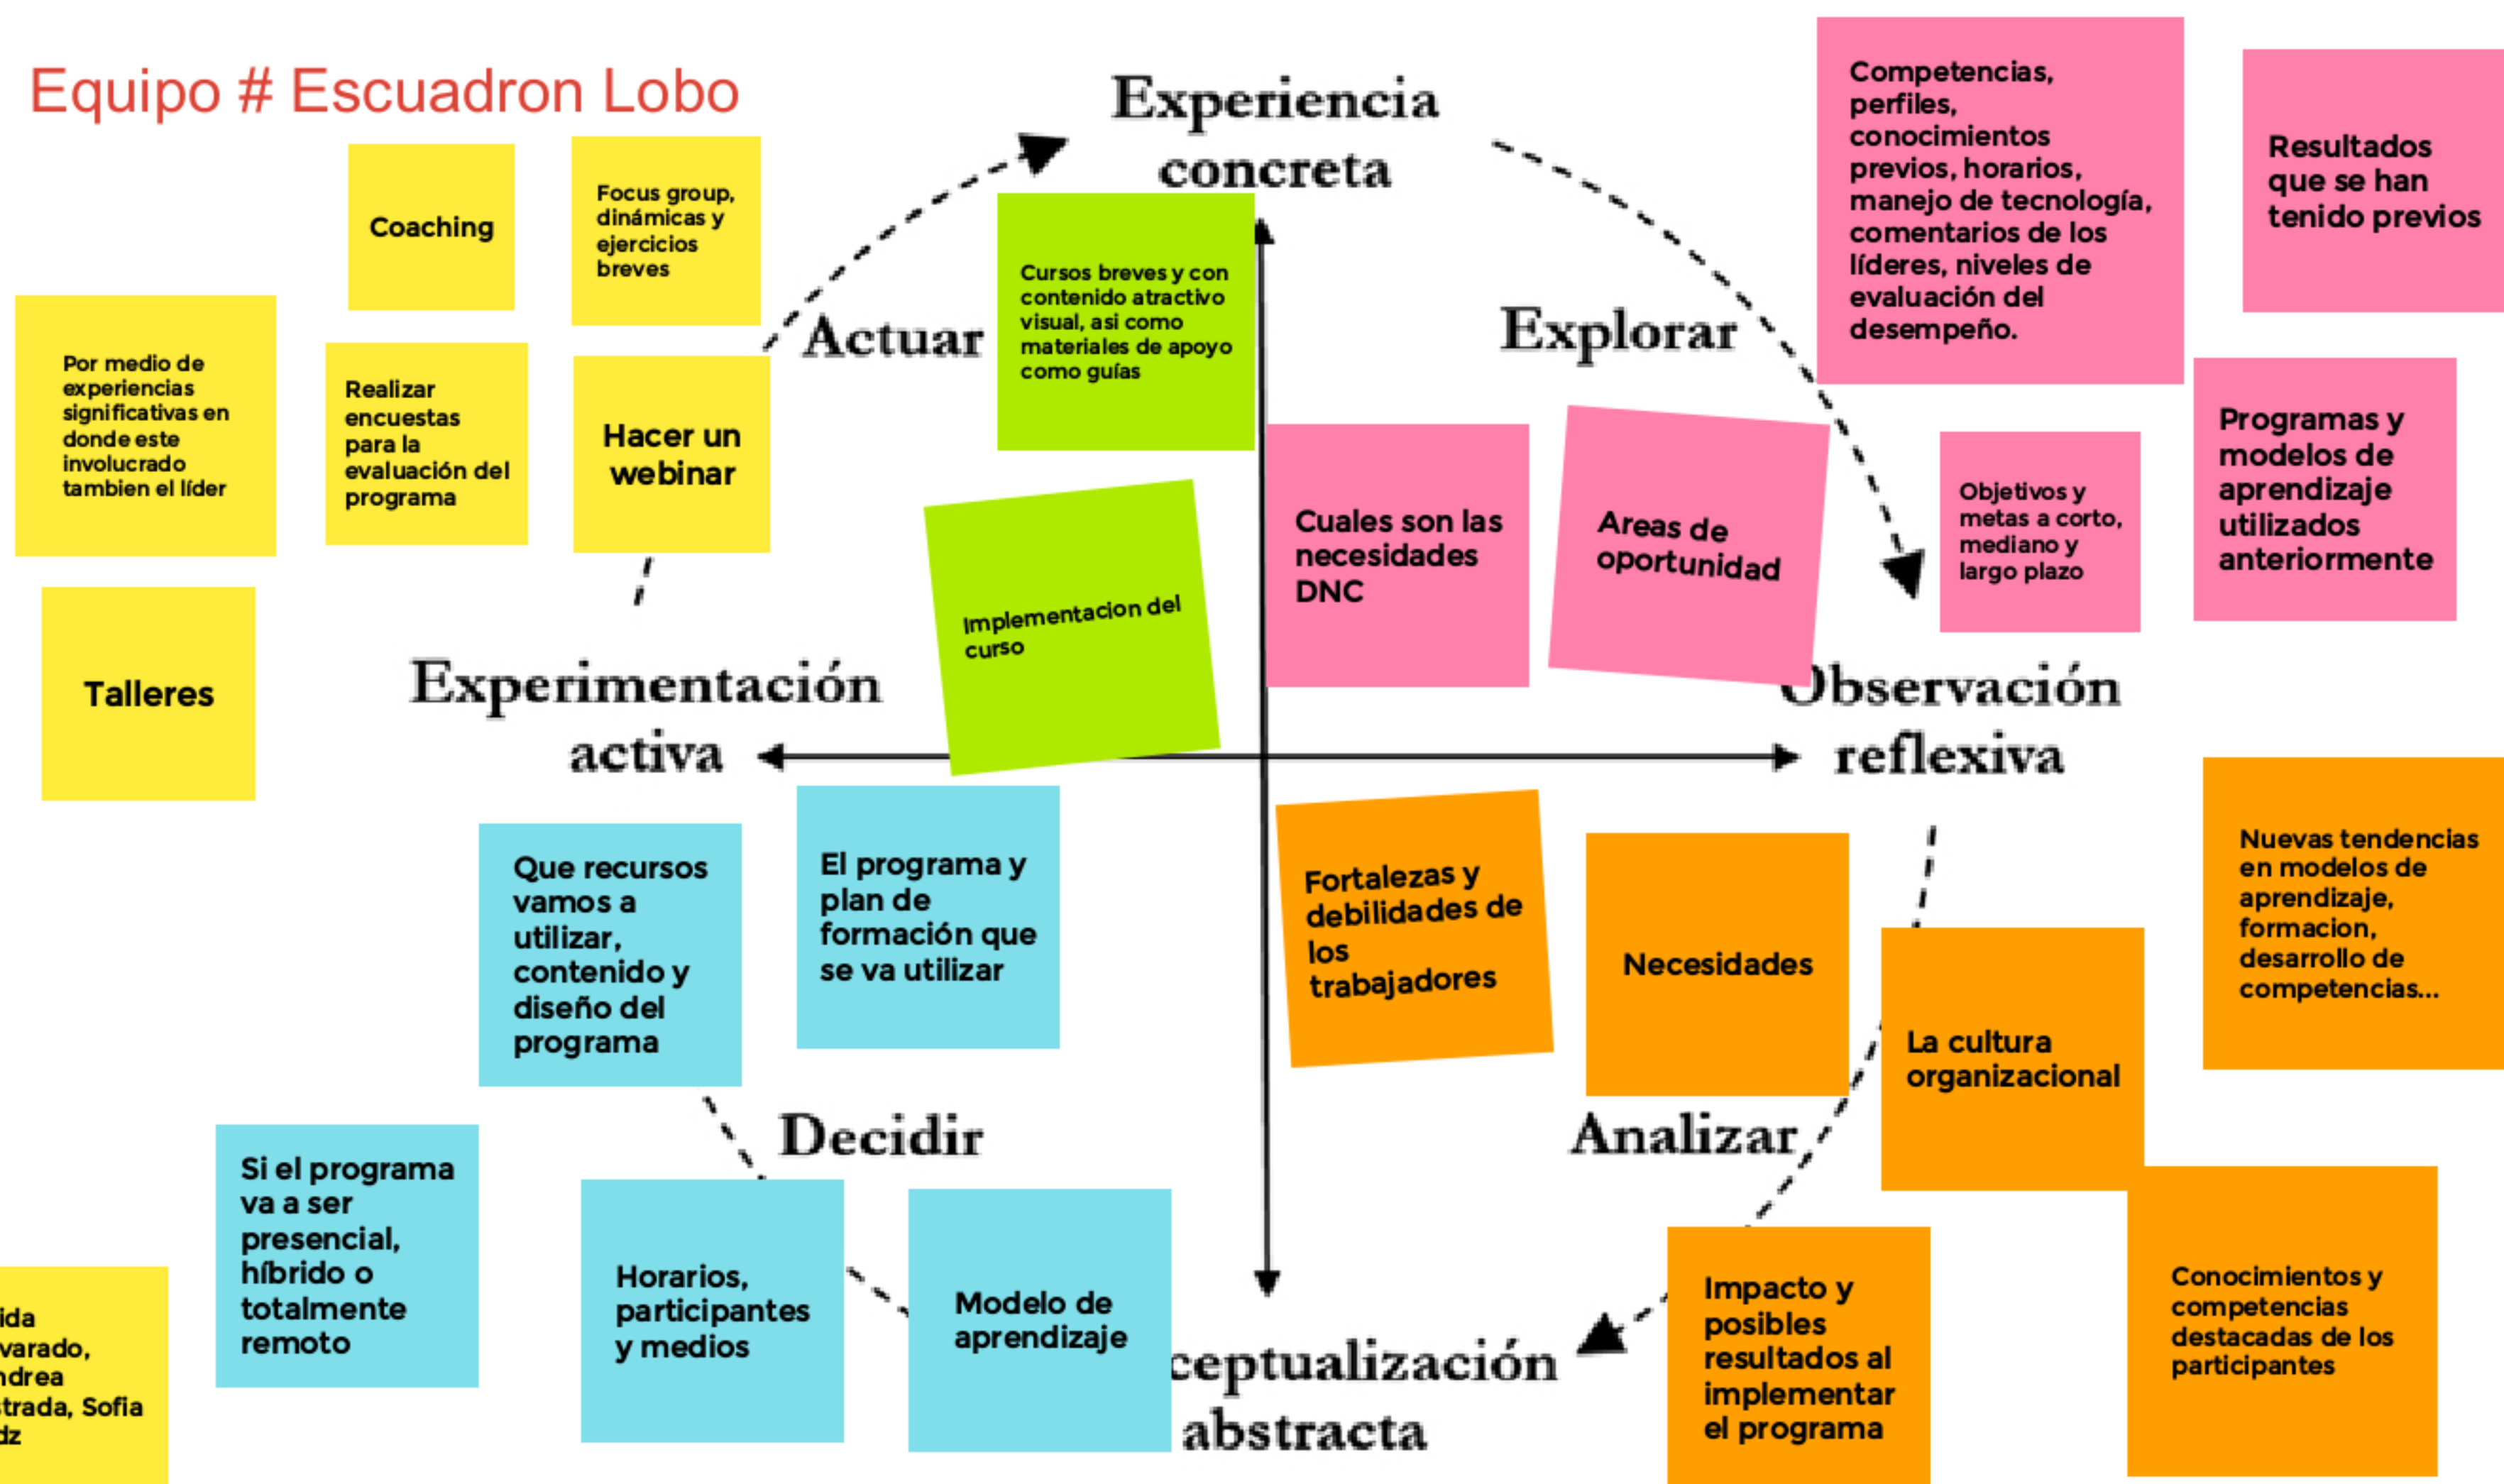 Equipo # Escuadron Lobo
Experiencia
concreta
Actuar
Explorar
Experimentación
activa
Observación
reflexiva
Decidir
Analizar
ceptualización
abstracta
Coaching
Focus group,
dinámicas y
ejercicios
breves
Por medio de
experiencias
significativas en
donde este
involucrado
tambien el líder
Realizar
encuestas
para la
evaluación del
programa
Hacer un
webinar
Talleres
Cursos breves y con
contenido atractivo
visual, asi como
materiales de apoyo
como guías
Implementacion del
curso
Competencias,
perfiles,
conocimientos
previos, horarios,
manejo de tecnología,
comentarios de los
líderes, niveles de
evaluación del
desempeño.
Resultados
que se han
tenido previos
Cuales son las
necesidades
DNC
Areas de
oportunidad
Objetivos y
metas a corto,
mediano y
largo plazo
Programas y
modelos de
aprendizaje
utilizados
anteriormente
Que recursos
vamos a
utilizar,
contenido y
diseño del
programa
El programa y
plan de
formación que
se va utilizar
Si el programa
va a ser
presencial,
híbrido o
totalmente
remoto
Horarios,
participantes
y medios
Modelo de
aprendizaje
Fortalezas y
debilidades de
los
trabajadores
Necesidades
La cultura
organizacional
Nuevas tendencias
en modelos de
aprendizaje,
formacion,
desarrollo de
competencias...
Impacto y
posibles
resultados al
implementar
el programa
Conocimientos y
competencias
destacadas de los
participantes
ida
varado,
ndrea
trada, Sofia
dz